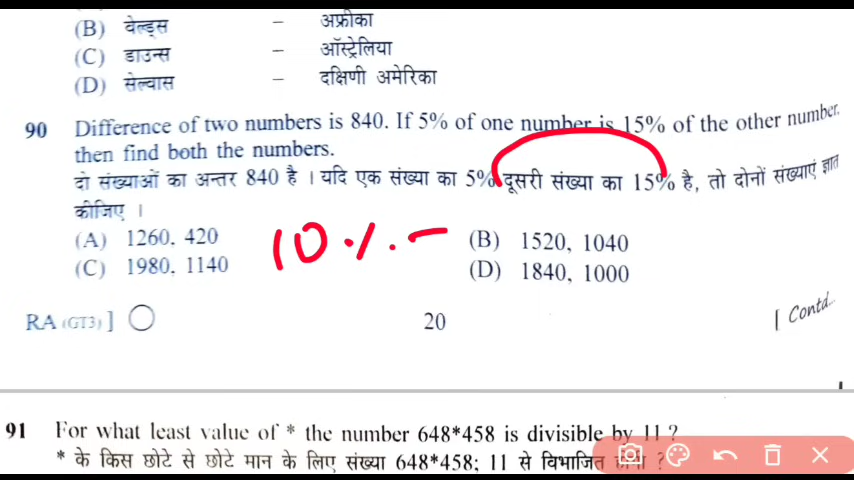 (B) वेल्ड्स – अफ्रीका
(C) डाउन्स – ऑस्ट्रेलिया
(D) सेल्वास – दक्षिणी अमेरिका
90 Difference of two numbers is 840. If 5% of one number is 15% of the other number, then find both the numbers.
दो संख्याओं का अन्तर 840 है । यदि एक संख्या का 5% दूसरी संख्या का 15% है, तो दोनों संख्याएं ज्ञात कीजिए ।
(A) 1260. 420 (B) 1520, 1040
(C) 1980. 1140 (D) 1840, 1000
10 %. –
RA (GT3) ] 20 [ Contd...
91 For what least value of * the number 648*458 is divisible by 11 ?
* के किस छोटे से छोटे मान के लिए संख्या 648*458; 11 से विभाजित ?